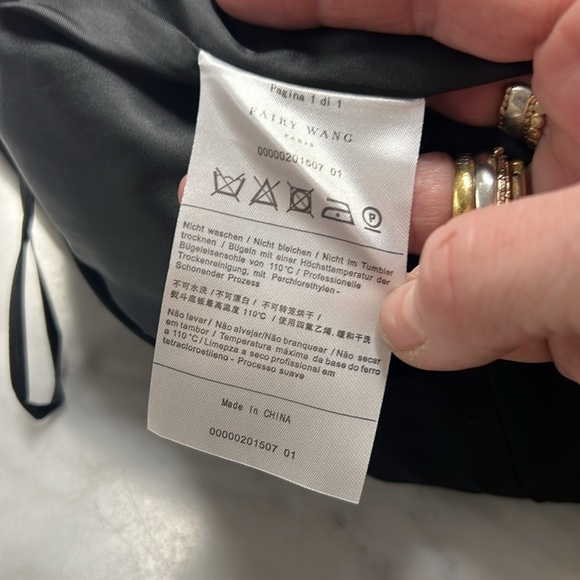 Pagina 1 di 1
FAIRY WANG
PARIS
00000201507 01
P
Nicht waschen / Nicht bleichen / Nicht im Tumbler
trocknen / Bügeln mit einer Höchsttemperatur der
Bügeleisensohle von 110°C / Professionelle
Trockenreinigung, mit Perchlorethylen-
Schonender Prozess
不可水洗 / 不可漂白 / 不可转笼烘干 /
熨斗底板最高温度 110℃ / 使用四氯乙烯, 缓和干洗
Não lavar / Não alvejar/Não branquear / Não secar
em tambor / Temperatura máxima da base do ferro
a 110°C / Limepza a seco profissional em
tetracloroetileno - Processo suave
Made in CHINA
00000201507 01